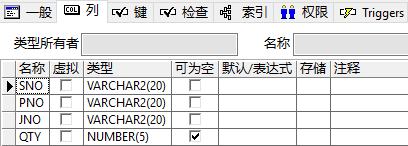 一般 COL 列 键 检查 索引 权限 Triggers
类型所有者 名称
名称 虚拟 类型 可为空 默认/表达式 存储 注释
SNO VARCHAR2(20)
PNO VARCHAR2(20)
JNO VARCHAR2(20)
QTY NUMBER(5)